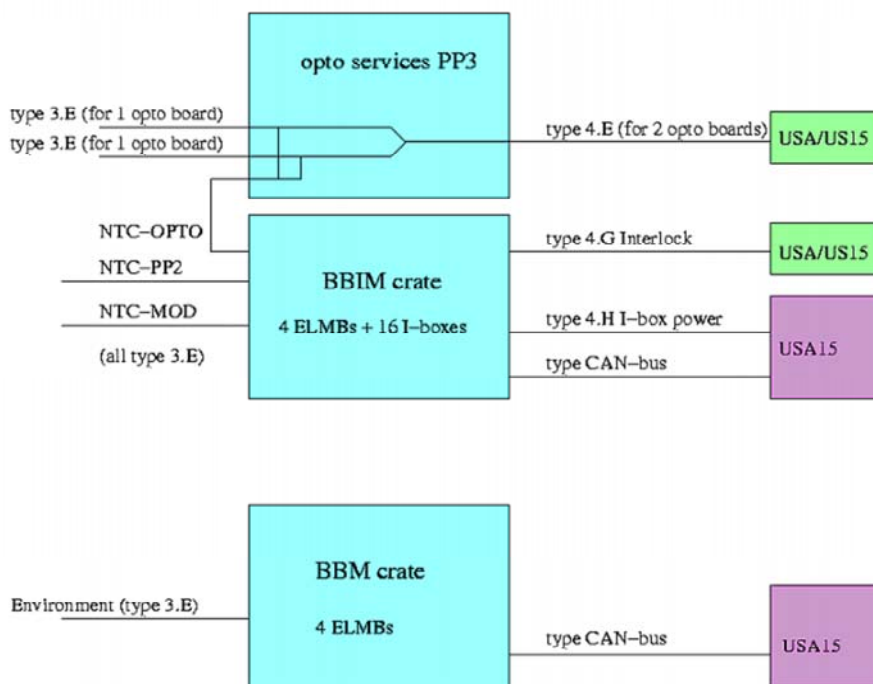 opto services PP3
type 3.E (for 1 opto board)
type 3.E (for 1 opto board)
type 4.E (for 2 opto boards)
USA/US15
NTC–OPTO
NTC–PP2
NTC–MOD
(all type 3.E)
BBIM crate
4 ELMBs + 16 I–boxes
type 4.G Interlock
USA/US15
type 4.H I–box power
type CAN–bus
USA15
BBM crate
4 ELMBs
Environment (type 3.E)
type CAN–bus
USA15